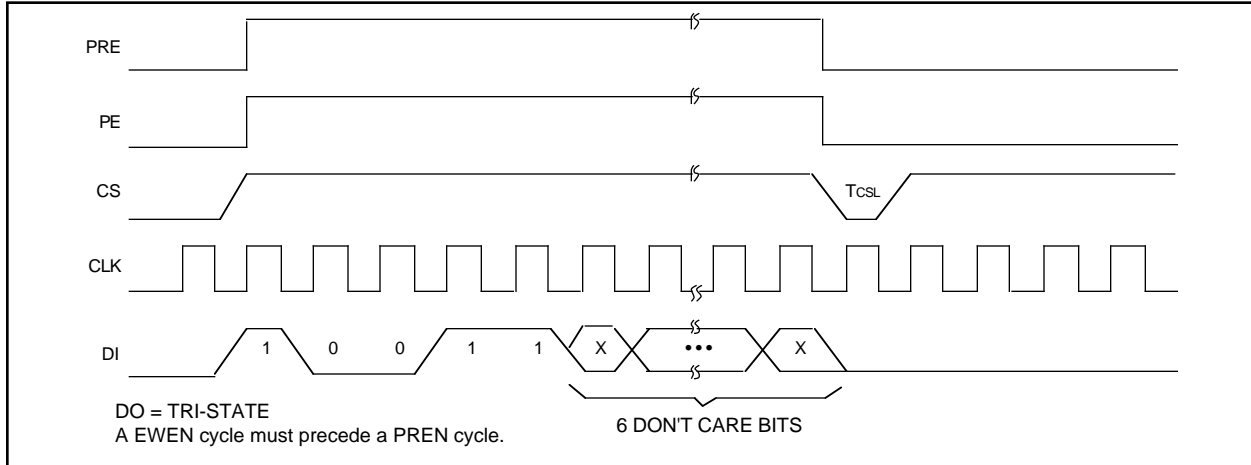 PRE
PE
CS
TCSL
CLK
DI
1 0 0 1 1 X ••• X
DO = TRI-STATE
A EWEN cycle must precede a PREN cycle.
6 DON'T CARE BITS